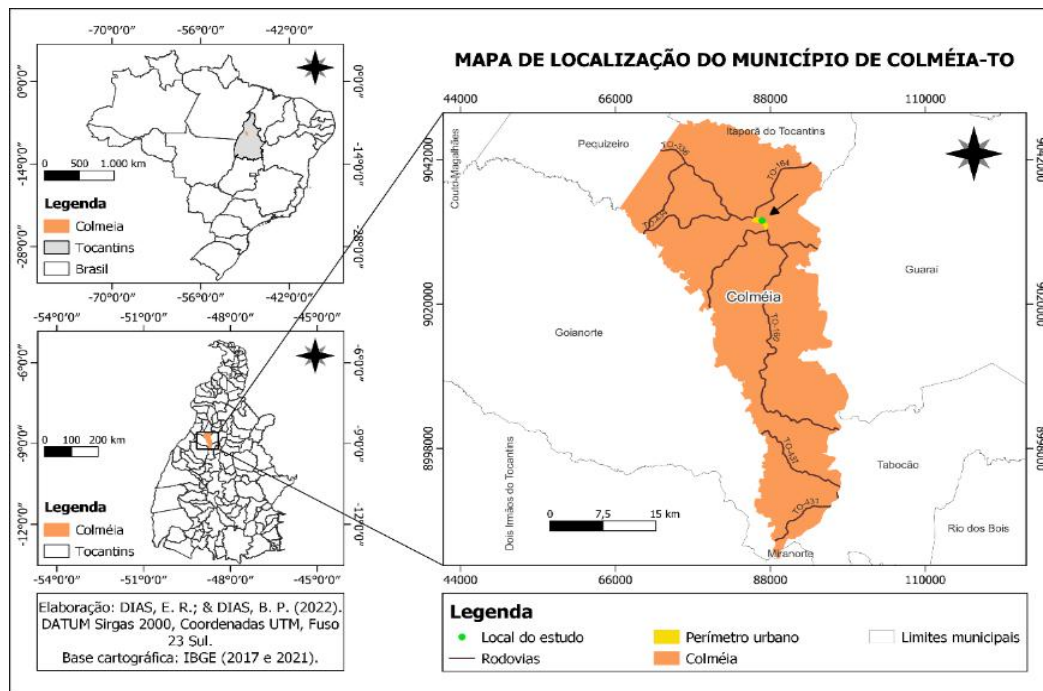 MAPA DE LOCALIZAÇÃO DO MUNICÍPIO DE COLMÉIA-TO
-70°0'0" -56°0'0" -42°0'0"
0°0'0"
0°0'0"
-14°0'0"
-14°0'0"
-28°0'0"
-28°0'0"
0 500 1.000 km
Legenda
Colmeia
Tocantins
Brasil
-70°0'0" -56°0'0" -42°0'0"
-54°0'0" -51°0'0" -48°0'0" -45°0'0"
-6°0'0"
-6°0'0"
-9°0'0"
-9°0'0"
-12°0'0"
-12°0'0"
0 100 200 km
Legenda
Colméia
Tocantins
-54°0'0" -51°0'0" -48°0'0" -45°0'0"
Elaboração: DIAS, E. R.; & DIAS, B. P. (2022).
DATUM Sirgas 2000, Coordenadas UTM, Fuso
23 Sul.
Base cartográfica: IBGE (2017 e 2021).
44000 66000 88000 110000
9042000
9042000
9020000
9020000
8998000
8998000
Couto-Magalhães
Pequizeiro
Itaporã do Tocantins
TO-336
TO-164
Guaraí
Colméia
Goianorte
TO-160
TO-437
Tabocão
TO-431
Dois Irmãos do Tocantins
Rio dos Bois
Miranorte
0 7,5 15 km
44000 66000 88000 110000
Legenda
Local do estudo
Perímetro urbano
Limites municipais
Rodovias
Colméia